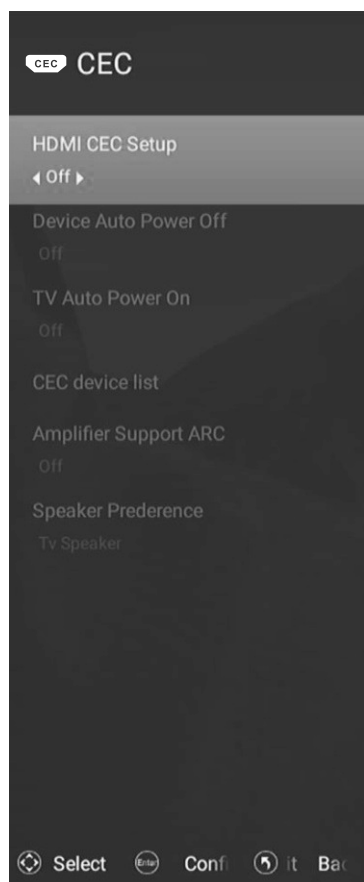 CEC CEC
HDMI CEC Setup
Off
Device Auto Power Off
Off
TV Auto Power On
Off
CEC device list
Amplifier Support ARC
Off
Speaker Prederence
Tv Speaker
Select Enter Confi it Bac